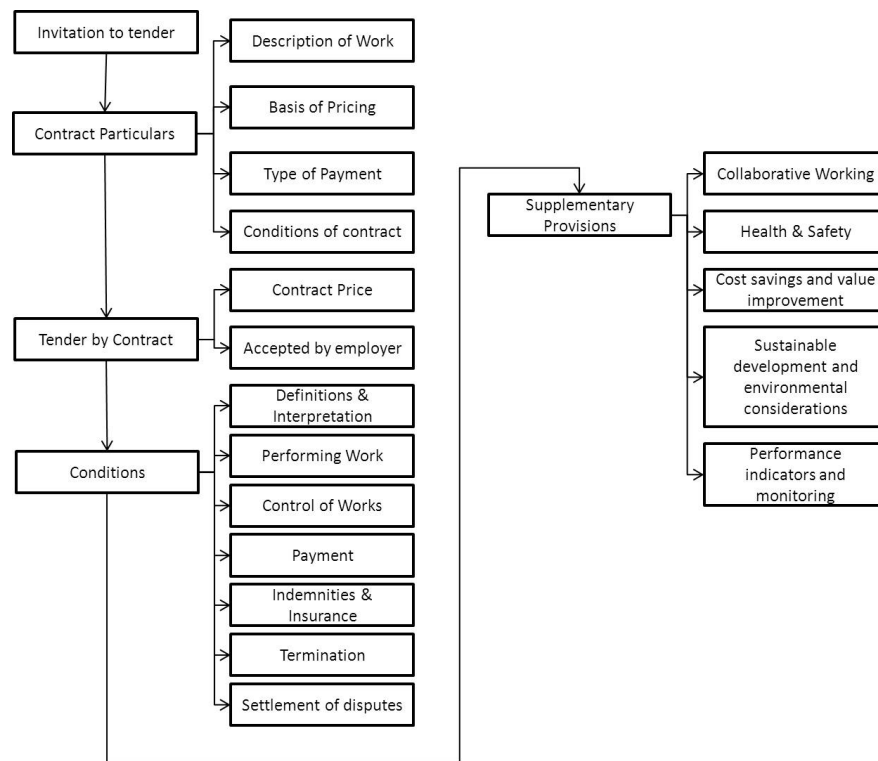 Invitation to tender
Description of Work
Basis of Pricing
Contract Particulars
Type of Payment
Conditions of contract
Contract Price
Tender by Contract
Accepted by employer
Definitions &
Interpretation
Performing Work
Conditions
Control of Works
Payment
Indemnities &
Insurance
Termination
Settlement of disputes
Supplementary
Provisions
Collaborative Working
Health & Safety
Cost savings and value
improvement
Sustainable
development and
environmental
considerations
Performance
indicators and
monitoring